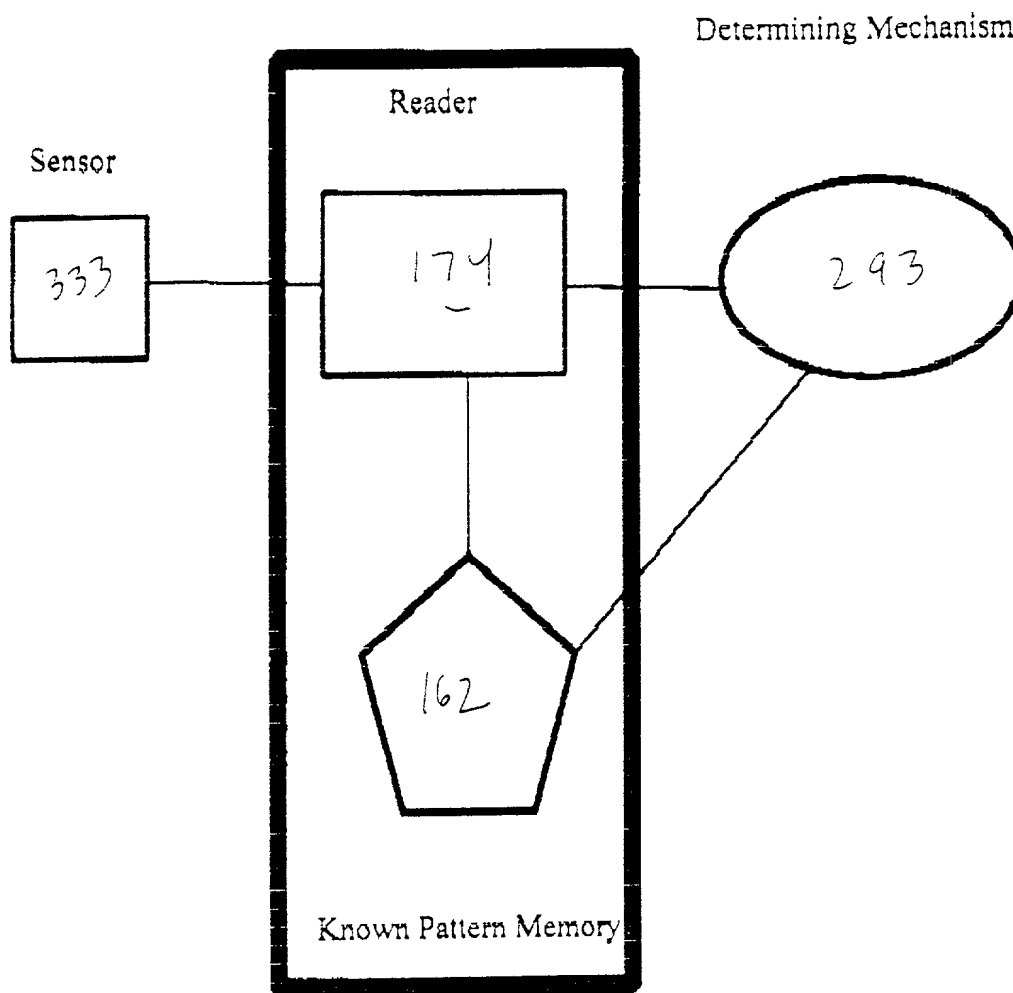 Determining Mechanism
Reader
Sensor
333
174
293
162
Known Pattern Memory